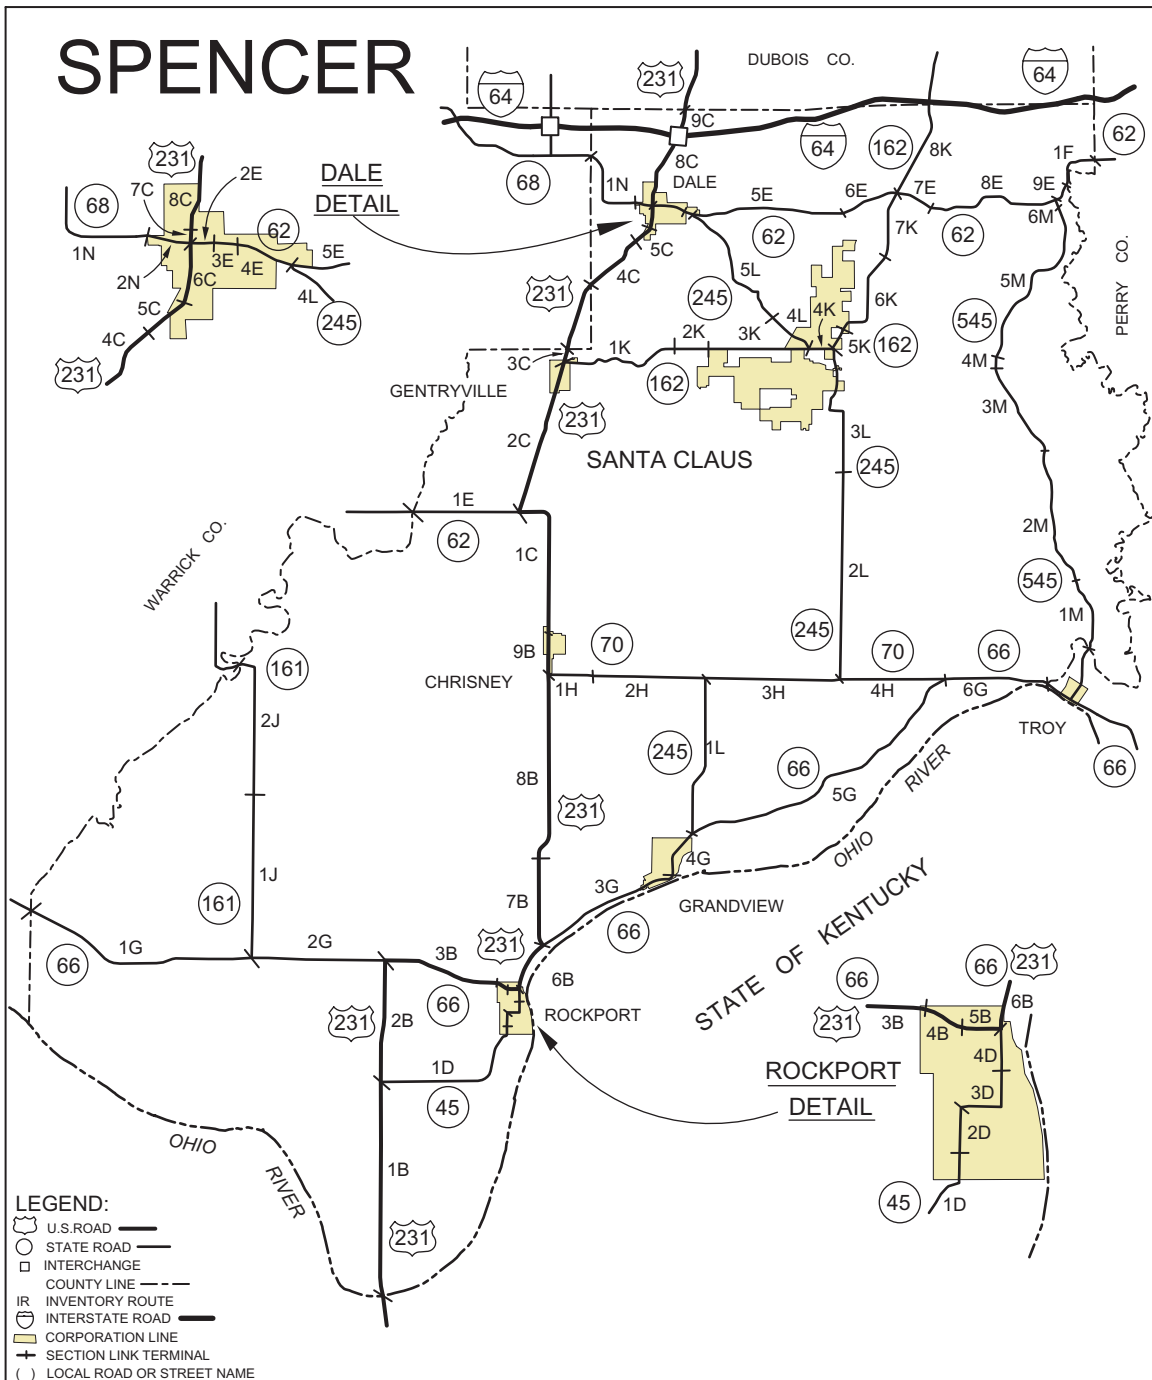 SPENCER
DUBOIS CO.
64
231
64
9C
64
162
8K
62
1F
68
8C
DALE
1N
5E
6E
7E
8E
9E
6M
62
62
7K
5C
4C
5L
245
5M
PERRY CO.
231
2E
7C
8C
68
62
1N
2N
3E
4E
5E
6C
5C
4L
245
4C
231
DALE
DETAIL
231
4L
4K
6K
545
3C
1K
2K
3K
5K
162
162
4M
GENTRYVILLE
231
3M
2C
3L
SANTA CLAUS
245
1E
62
WARRICK CO.
1C
2L
2M
545
1M
245
9B
70
70
66
161
CHRISNEY
1H
2H
3H
4H
6G
2J
TROY
245
1L
66
66
RIVER
8B
5G
231
OHIO
4G
1J
3G
161
7B
GRANDVIEW
STATE OF KENTUCKY
66
1G
2G
231
66
3B
66
6B
ROCKPORT
231
2B
1D
45
66
66
231
6B
231
3B
4B
5B
4D
3D
2D
45
1D
ROCKPORT
DETAIL
OHIO
RIVER
1B
231
LEGEND:
U.S.ROAD
STATE ROAD
INTERCHANGE
COUNTY LINE
IR INVENTORY ROUTE
INTERSTATE ROAD
CORPORATION LINE
SECTION LINK TERMINAL
( ) LOCAL ROAD OR STREET NAME